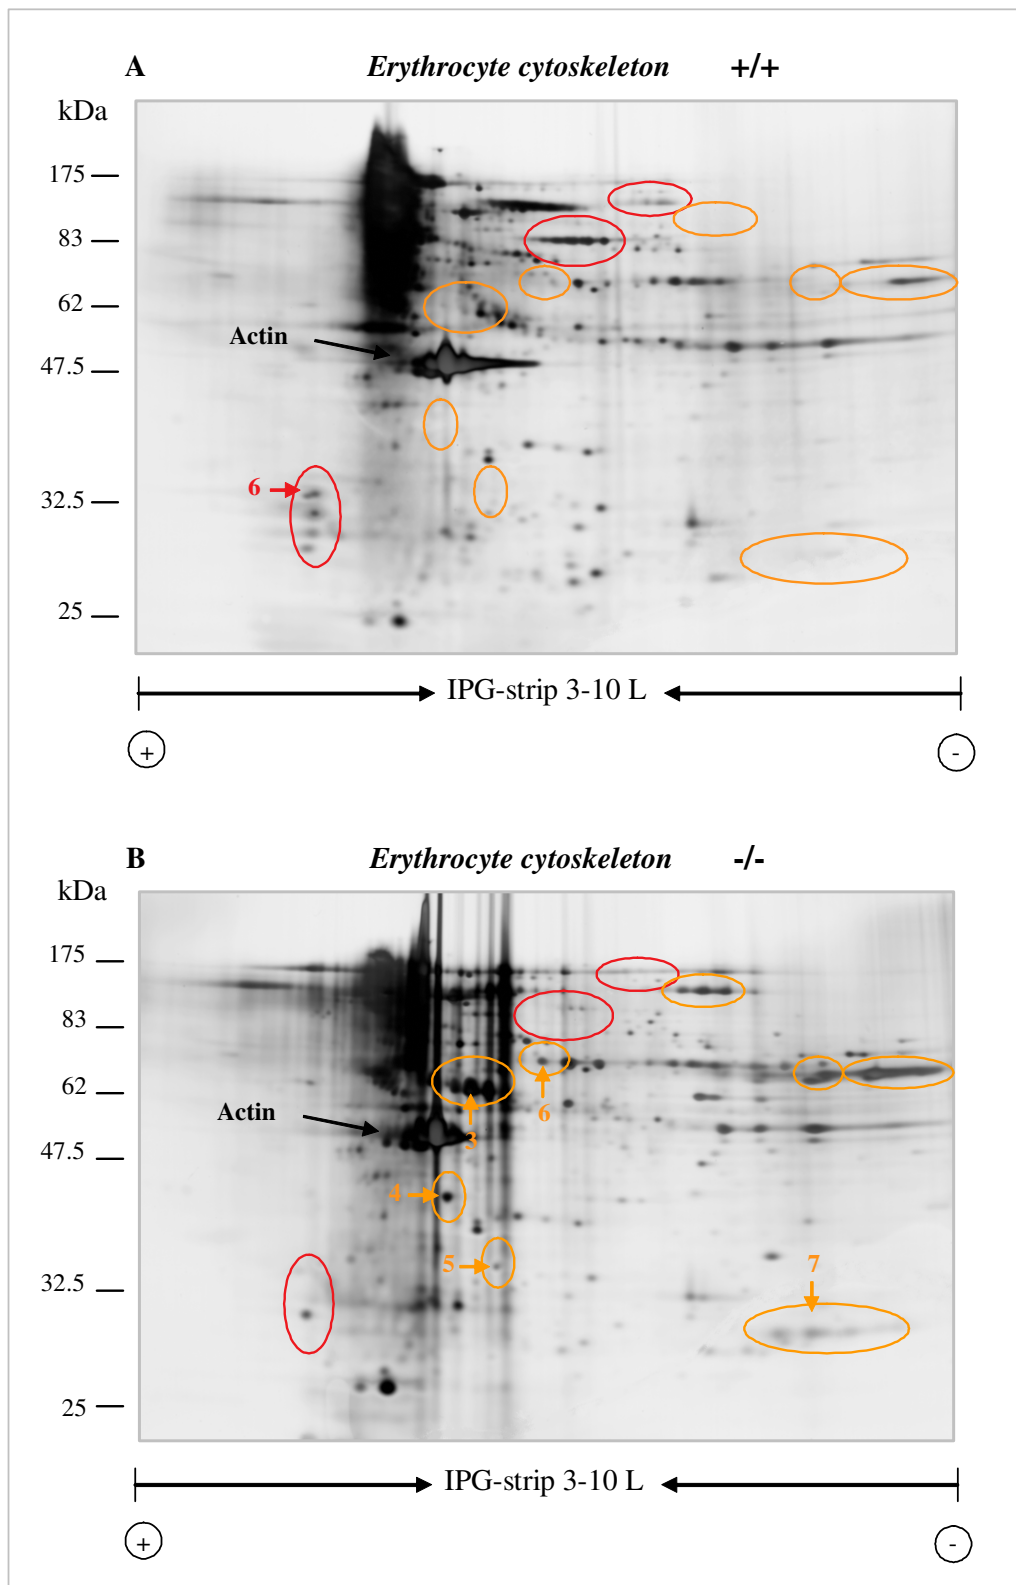 A Erythrocyte cytoskeleton +/+
kDa
175
83
62
Actin
47.5
6
32.5
25
IPG-strip 3-10 L
+ -
B Erythrocyte cytoskeleton -/-
kDa
175
83
62
Actin
3
6
47.5
4
5
7
32.5
25
IPG-strip 3-10 L
+ -